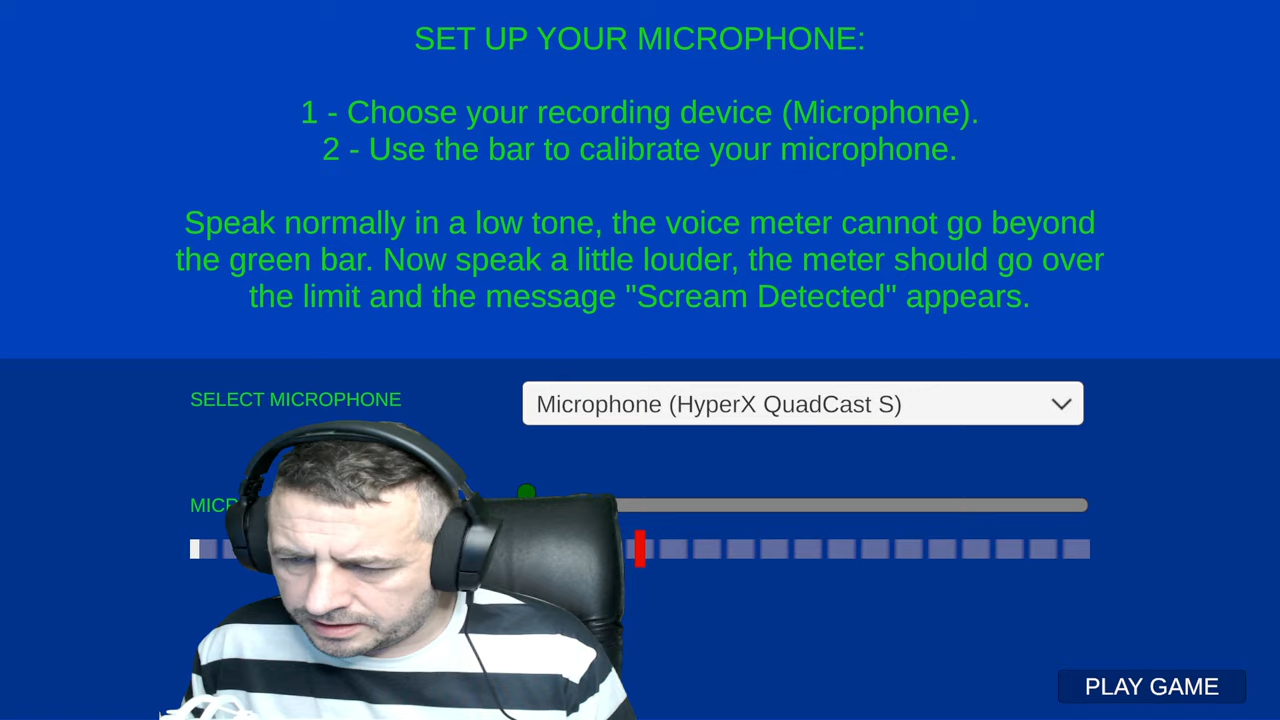 SET UP YOUR MICROPHONE:
1 - Choose your recording device (Microphone).
2 - Use the bar to calibrate your microphone.
Speak normally in a low tone, the voice meter cannot go beyond
the green bar. Now speak a little louder, the meter should go over
the limit and the message "Scream Detected" appears.
SELECT MICROPHONE
Microphone (HyperX QuadCast S)
PLAY GAME